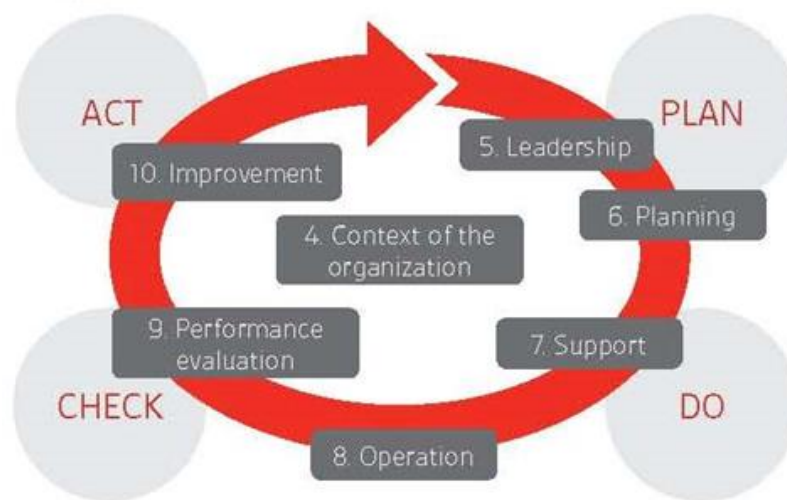 ACT
PLAN
5. Leadership
10. Improvement
6. Planning
4. Context of the
organization
9. Performance
evaluation
7. Support
CHECK
DO
8. Operation